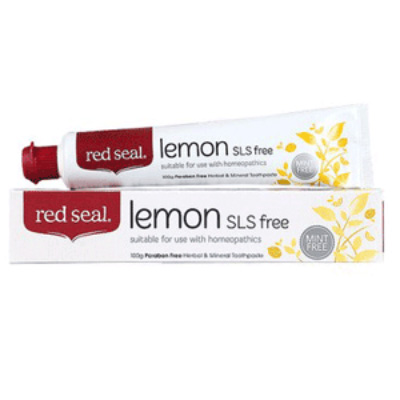 red seal.
lemon SLS free
suitable for use with homeopathics
100g Paraben Free Herbal & Mineral Toothpaste
MINT
FREE
red seal.
lemon SLS free
suitable for use with homeopathics
100g Paraben Free Herbal & Mineral Toothpaste
MINT
FREE